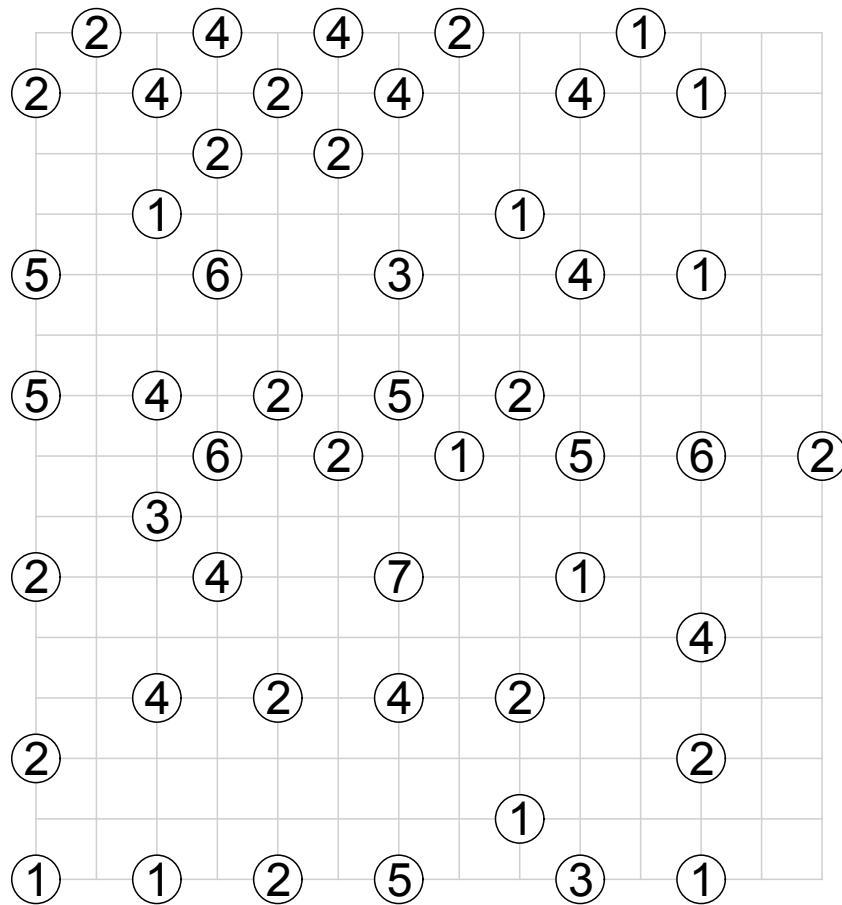 2 4 4 2 1
2 4 2 4 4 1
2 2
1 1
5 6 3 4 1
5 4 2 5 2
6 2 1 5 6 2
3
2 4 7 1
4
4 2 4 2
2 2
1
1 1 2 5 3 1